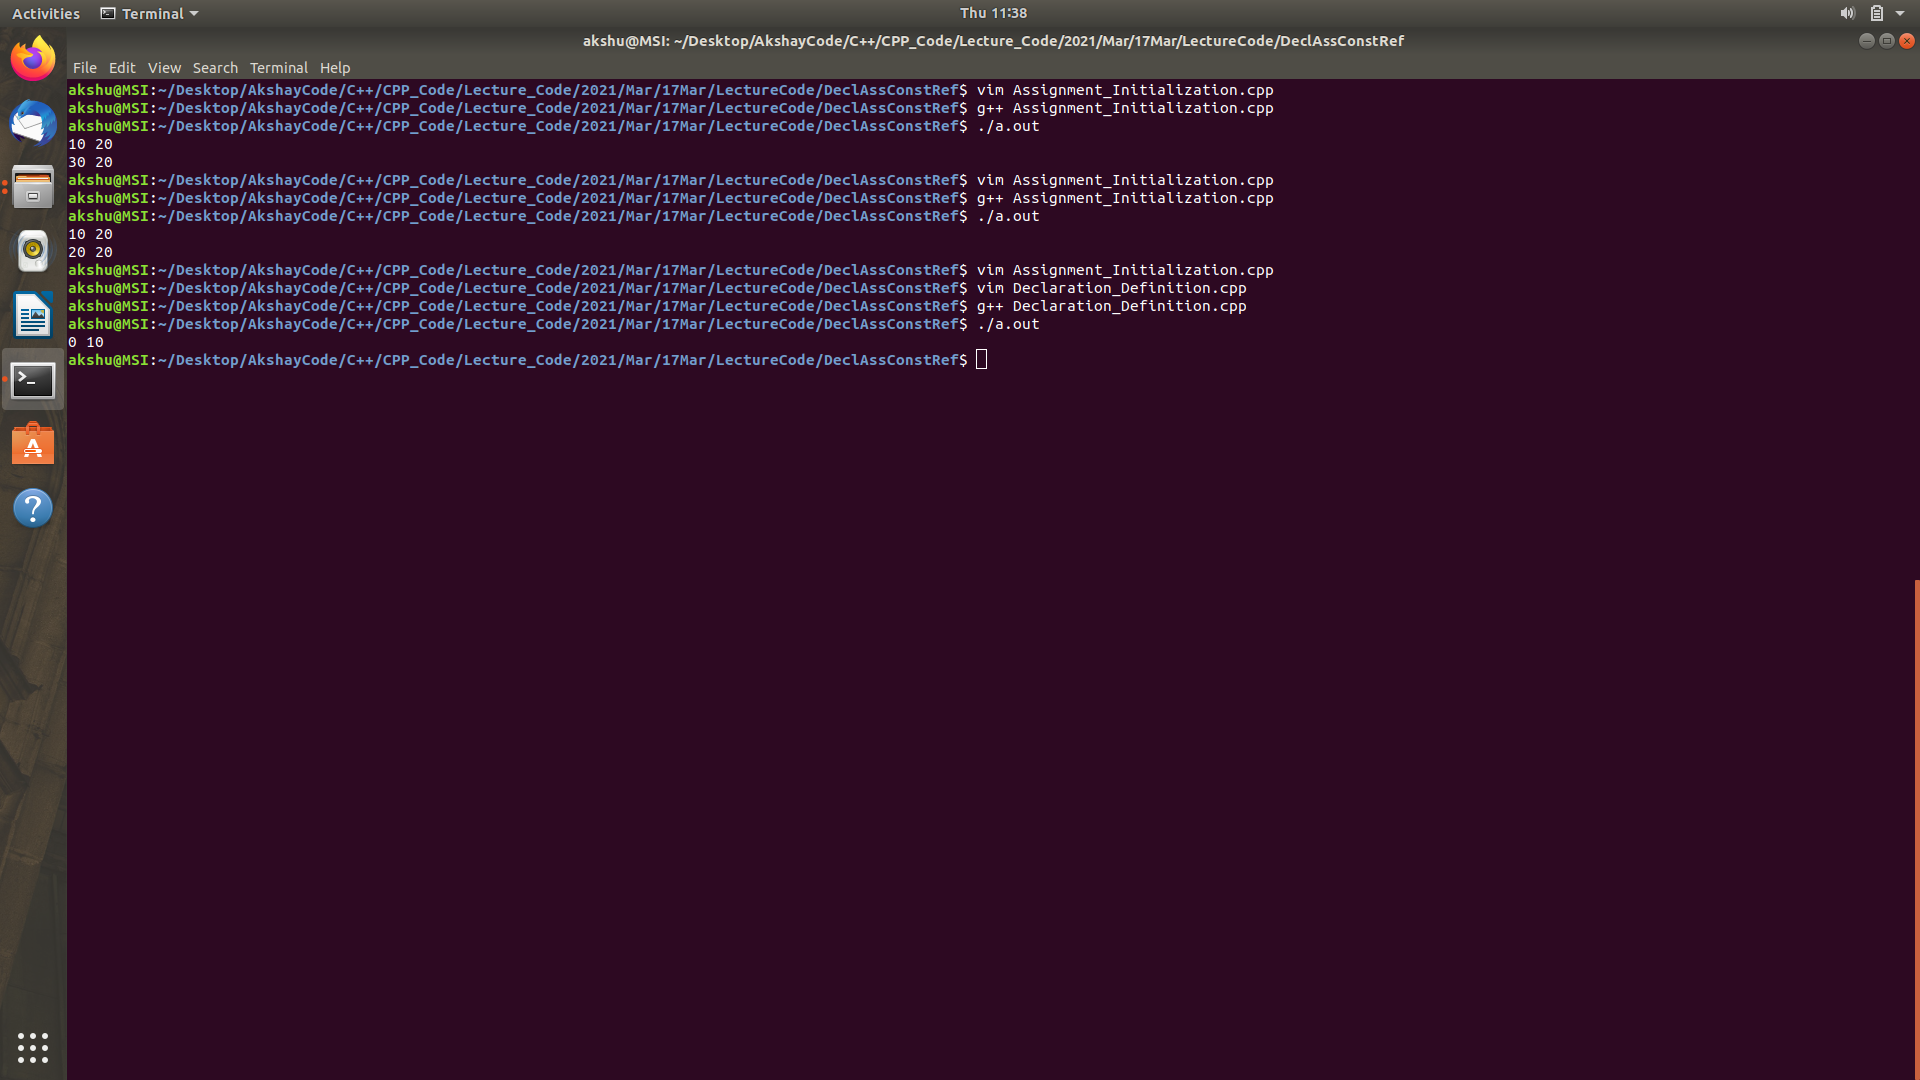 Activities Terminal Thu 11:38
akshu@MSI: ~/Desktop/AkshayCode/C++/CPP_Code/Lecture_Code/2021/Mar/17Mar/LectureCode/DeclAssConstRef
File Edit View Search Terminal Help
akshu@MSI:~/Desktop/AkshayCode/C++/CPP_Code/Lecture_Code/2021/Mar/17Mar/LectureCode/DeclAssConstRef$ vim Assignment_Initialization.cpp
akshu@MSI:~/Desktop/AkshayCode/C++/CPP_Code/Lecture_Code/2021/Mar/17Mar/LectureCode/DeclAssConstRef$ g++ Assignment_Initialization.cpp
akshu@MSI:~/Desktop/AkshayCode/C++/CPP_Code/Lecture_Code/2021/Mar/17Mar/LectureCode/DeclAssConstRef$ ./a.out
10 20
30 20
akshu@MSI:~/Desktop/AkshayCode/C++/CPP_Code/Lecture_Code/2021/Mar/17Mar/LectureCode/DeclAssConstRef$ vim Assignment_Initialization.cpp
akshu@MSI:~/Desktop/AkshayCode/C++/CPP_Code/Lecture_Code/2021/Mar/17Mar/LectureCode/DeclAssConstRef$ g++ Assignment_Initialization.cpp
akshu@MSI:~/Desktop/AkshayCode/C++/CPP_Code/Lecture_Code/2021/Mar/17Mar/LectureCode/DeclAssConstRef$ ./a.out
10 20
20 20
akshu@MSI:~/Desktop/AkshayCode/C++/CPP_Code/Lecture_Code/2021/Mar/17Mar/LectureCode/DeclAssConstRef$ vim Assignment_Initialization.cpp
akshu@MSI:~/Desktop/AkshayCode/C++/CPP_Code/Lecture_Code/2021/Mar/17Mar/LectureCode/DeclAssConstRef$ vim Declaration_Definition.cpp
akshu@MSI:~/Desktop/AkshayCode/C++/CPP_Code/Lecture_Code/2021/Mar/17Mar/LectureCode/DeclAssConstRef$ g++ Declaration_Definition.cpp
akshu@MSI:~/Desktop/AkshayCode/C++/CPP_Code/Lecture_Code/2021/Mar/17Mar/LectureCode/DeclAssConstRef$ ./a.out
0 10
akshu@MSI:~/Desktop/AkshayCode/C++/CPP_Code/Lecture_Code/2021/Mar/17Mar/LectureCode/DeclAssConstRef$